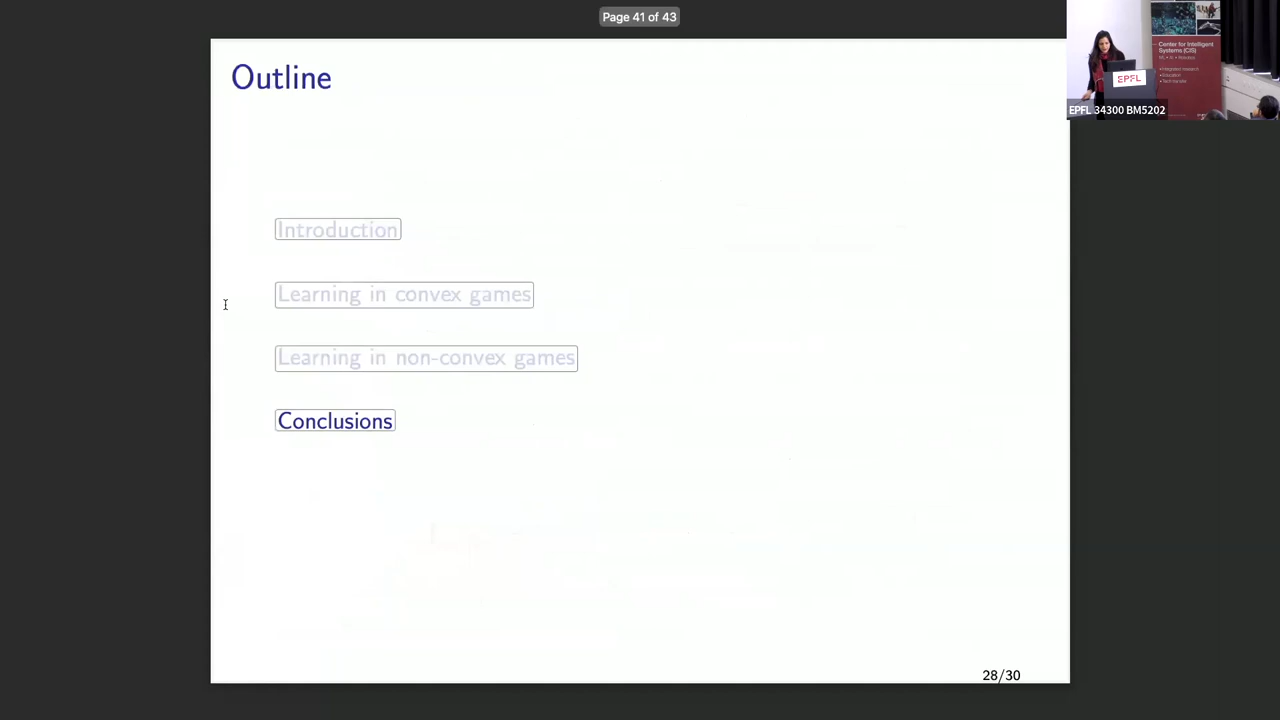 Page 41 of 43
Outline
Introduction
Learning in convex games
Learning in non-convex games
Conclusions
28/30
Center for Intelligent
Systems (CIS)
EPFL
EPFL 34300 BM5202